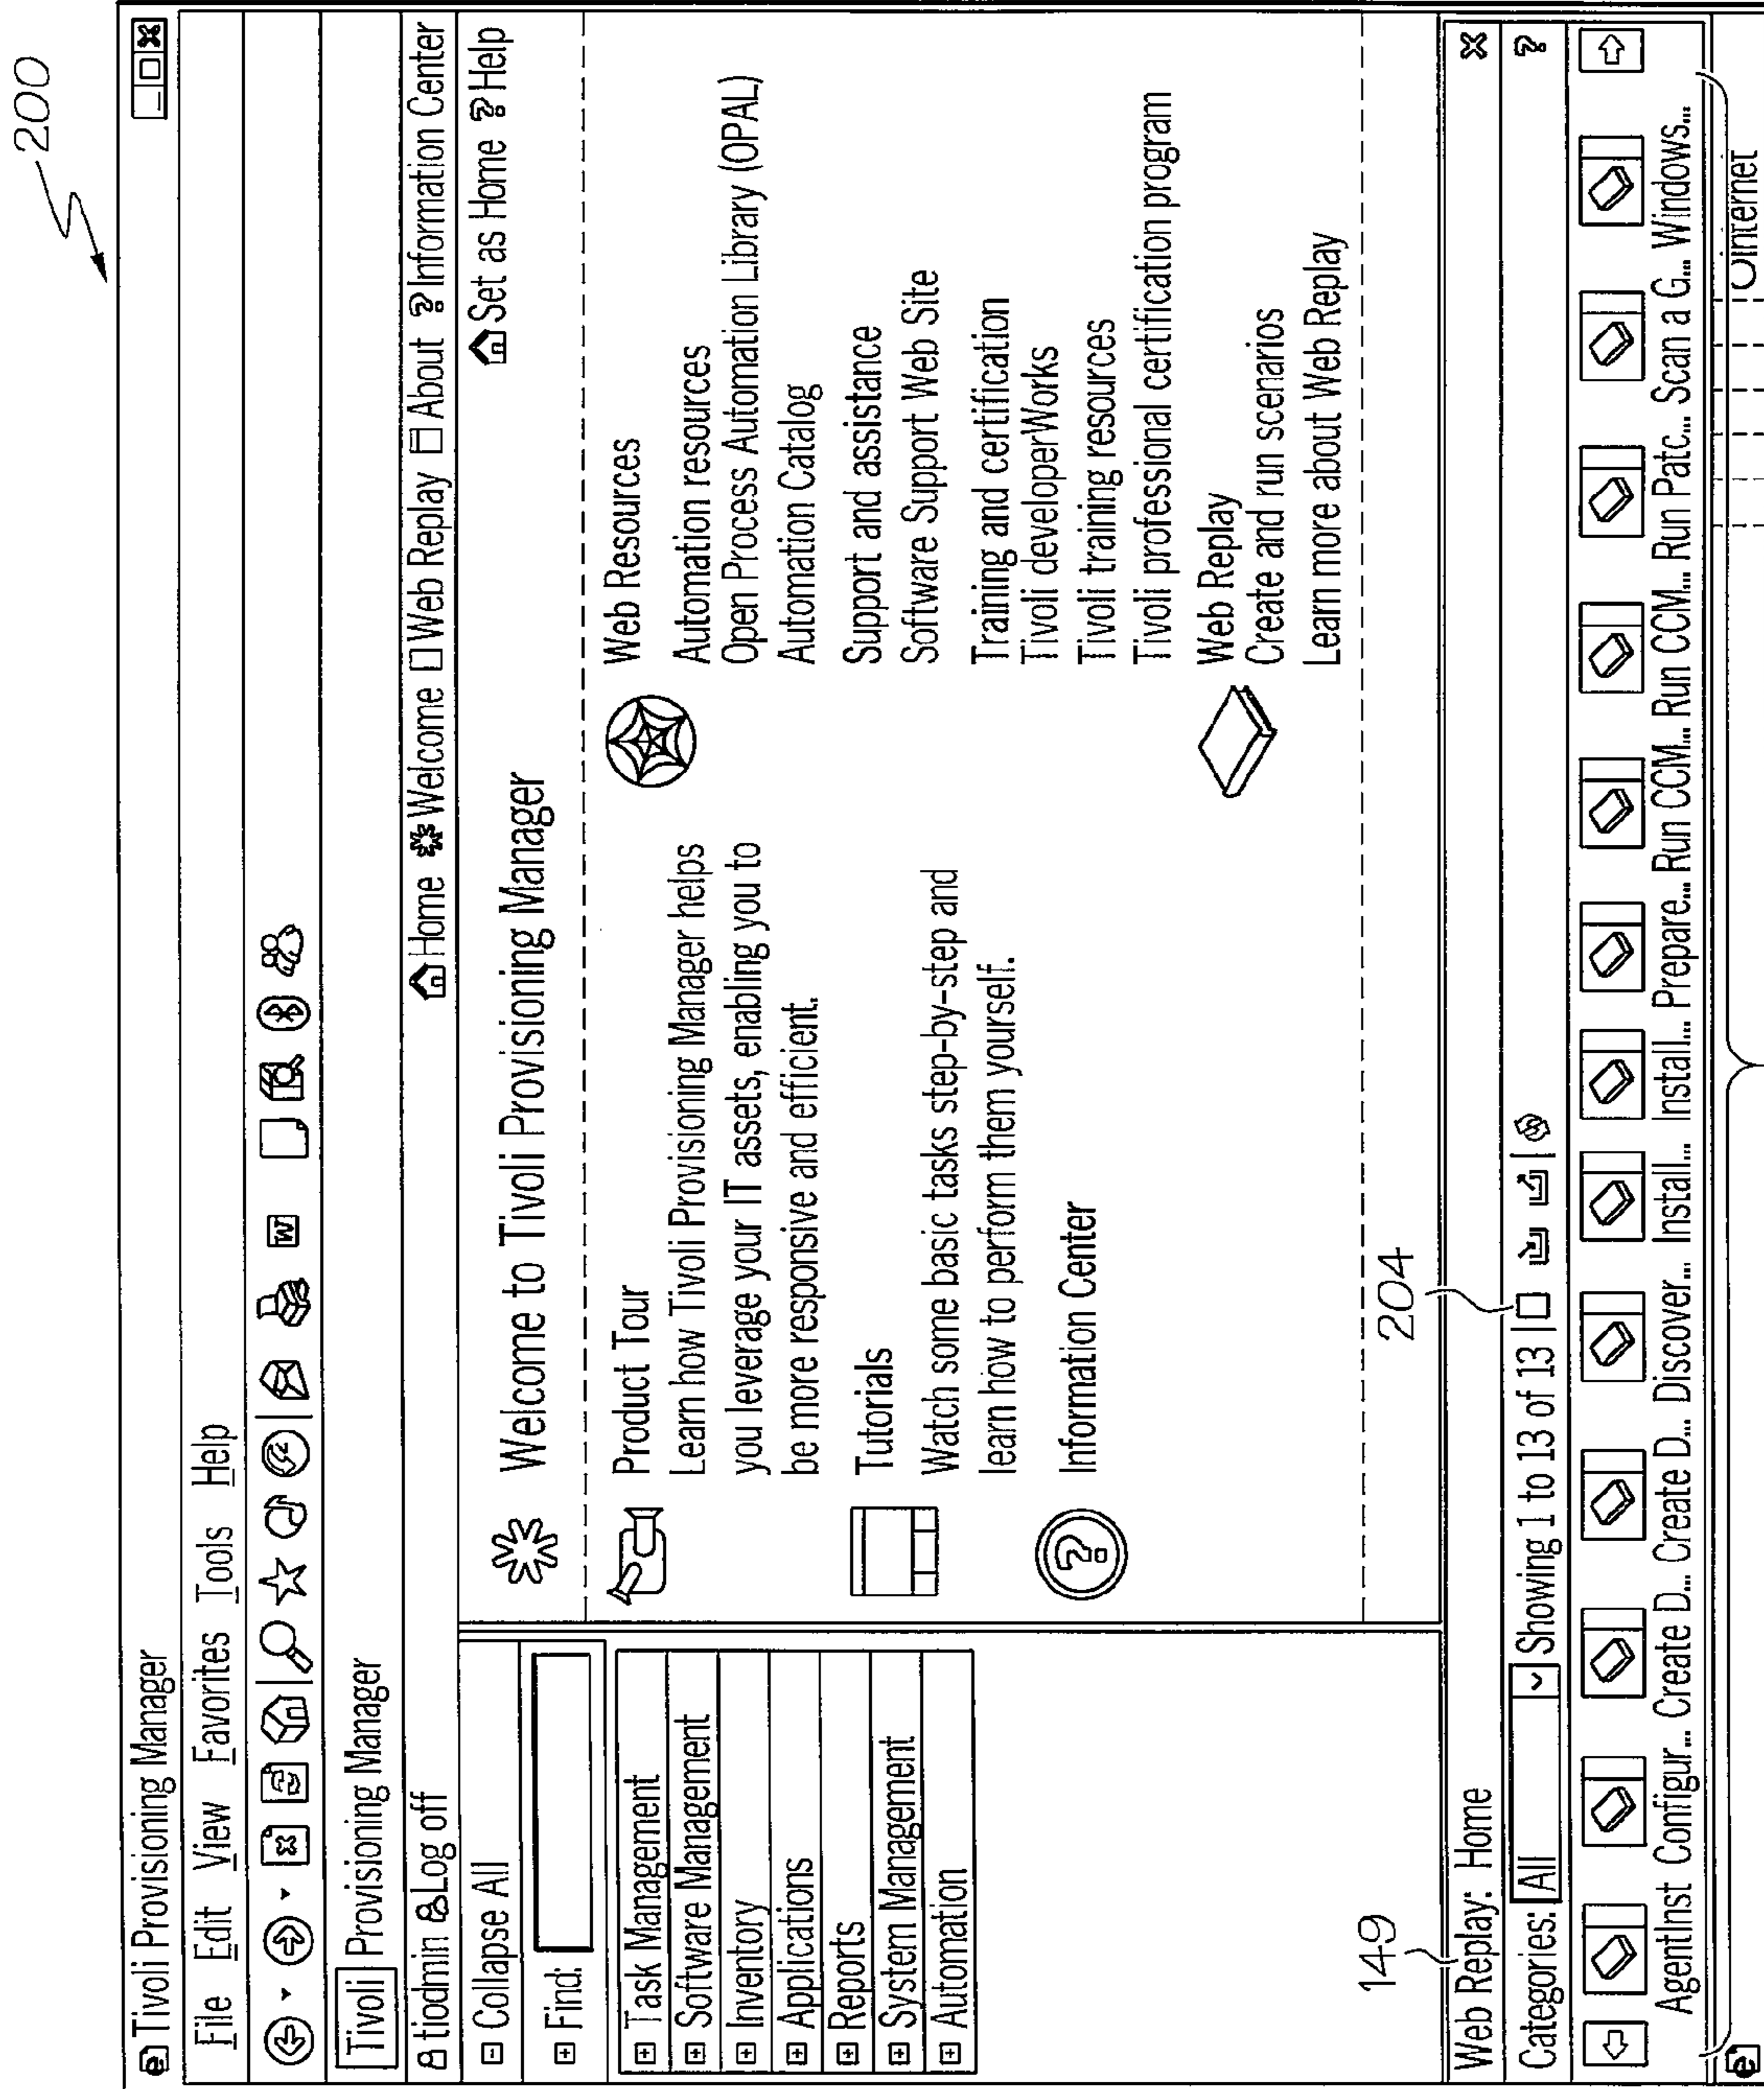 200
Tivoli Provisioning Manager
File Edit View Favorites Tools Help
W
Tivoli Provisioning Manager
tiodmin Log off
Home Welcome Web Replay About ? Information Center
Collapse All
Set as Home ? Help
Find:
Task Management
Software Management
Inventory
Applications
Reports
System Management
Automation
Welcome to Tivoli Provisioning Manager
Product Tour
Learn how Tivoli Provisioning Manager helps
you leverage your IT assets, enabling you to
be more responsive and efficient.
Tutorials
Watch some basic tasks step-by-step and
learn how to perform them yourself.
Information Center
Web Resources
Automation resources
Open Process Automation Library (OPAL)
Automation Catalog
Support and assistance
Software Support Web Site
Training and certification
Tivoli developerWorks
Tivoli training resources
Tivoli professional certification program
Web Replay
Create and run scenarios
Learn more about Web Replay
149
204
Web Replay: Home
Categories: All Showing 1 to 13 of 13
?
AgentInst Configur... Create D... Create D... Discover... Install... Install... Prepare... Run CCM... Run CCM... Run Patc... Scan a G... Windows...
Internet